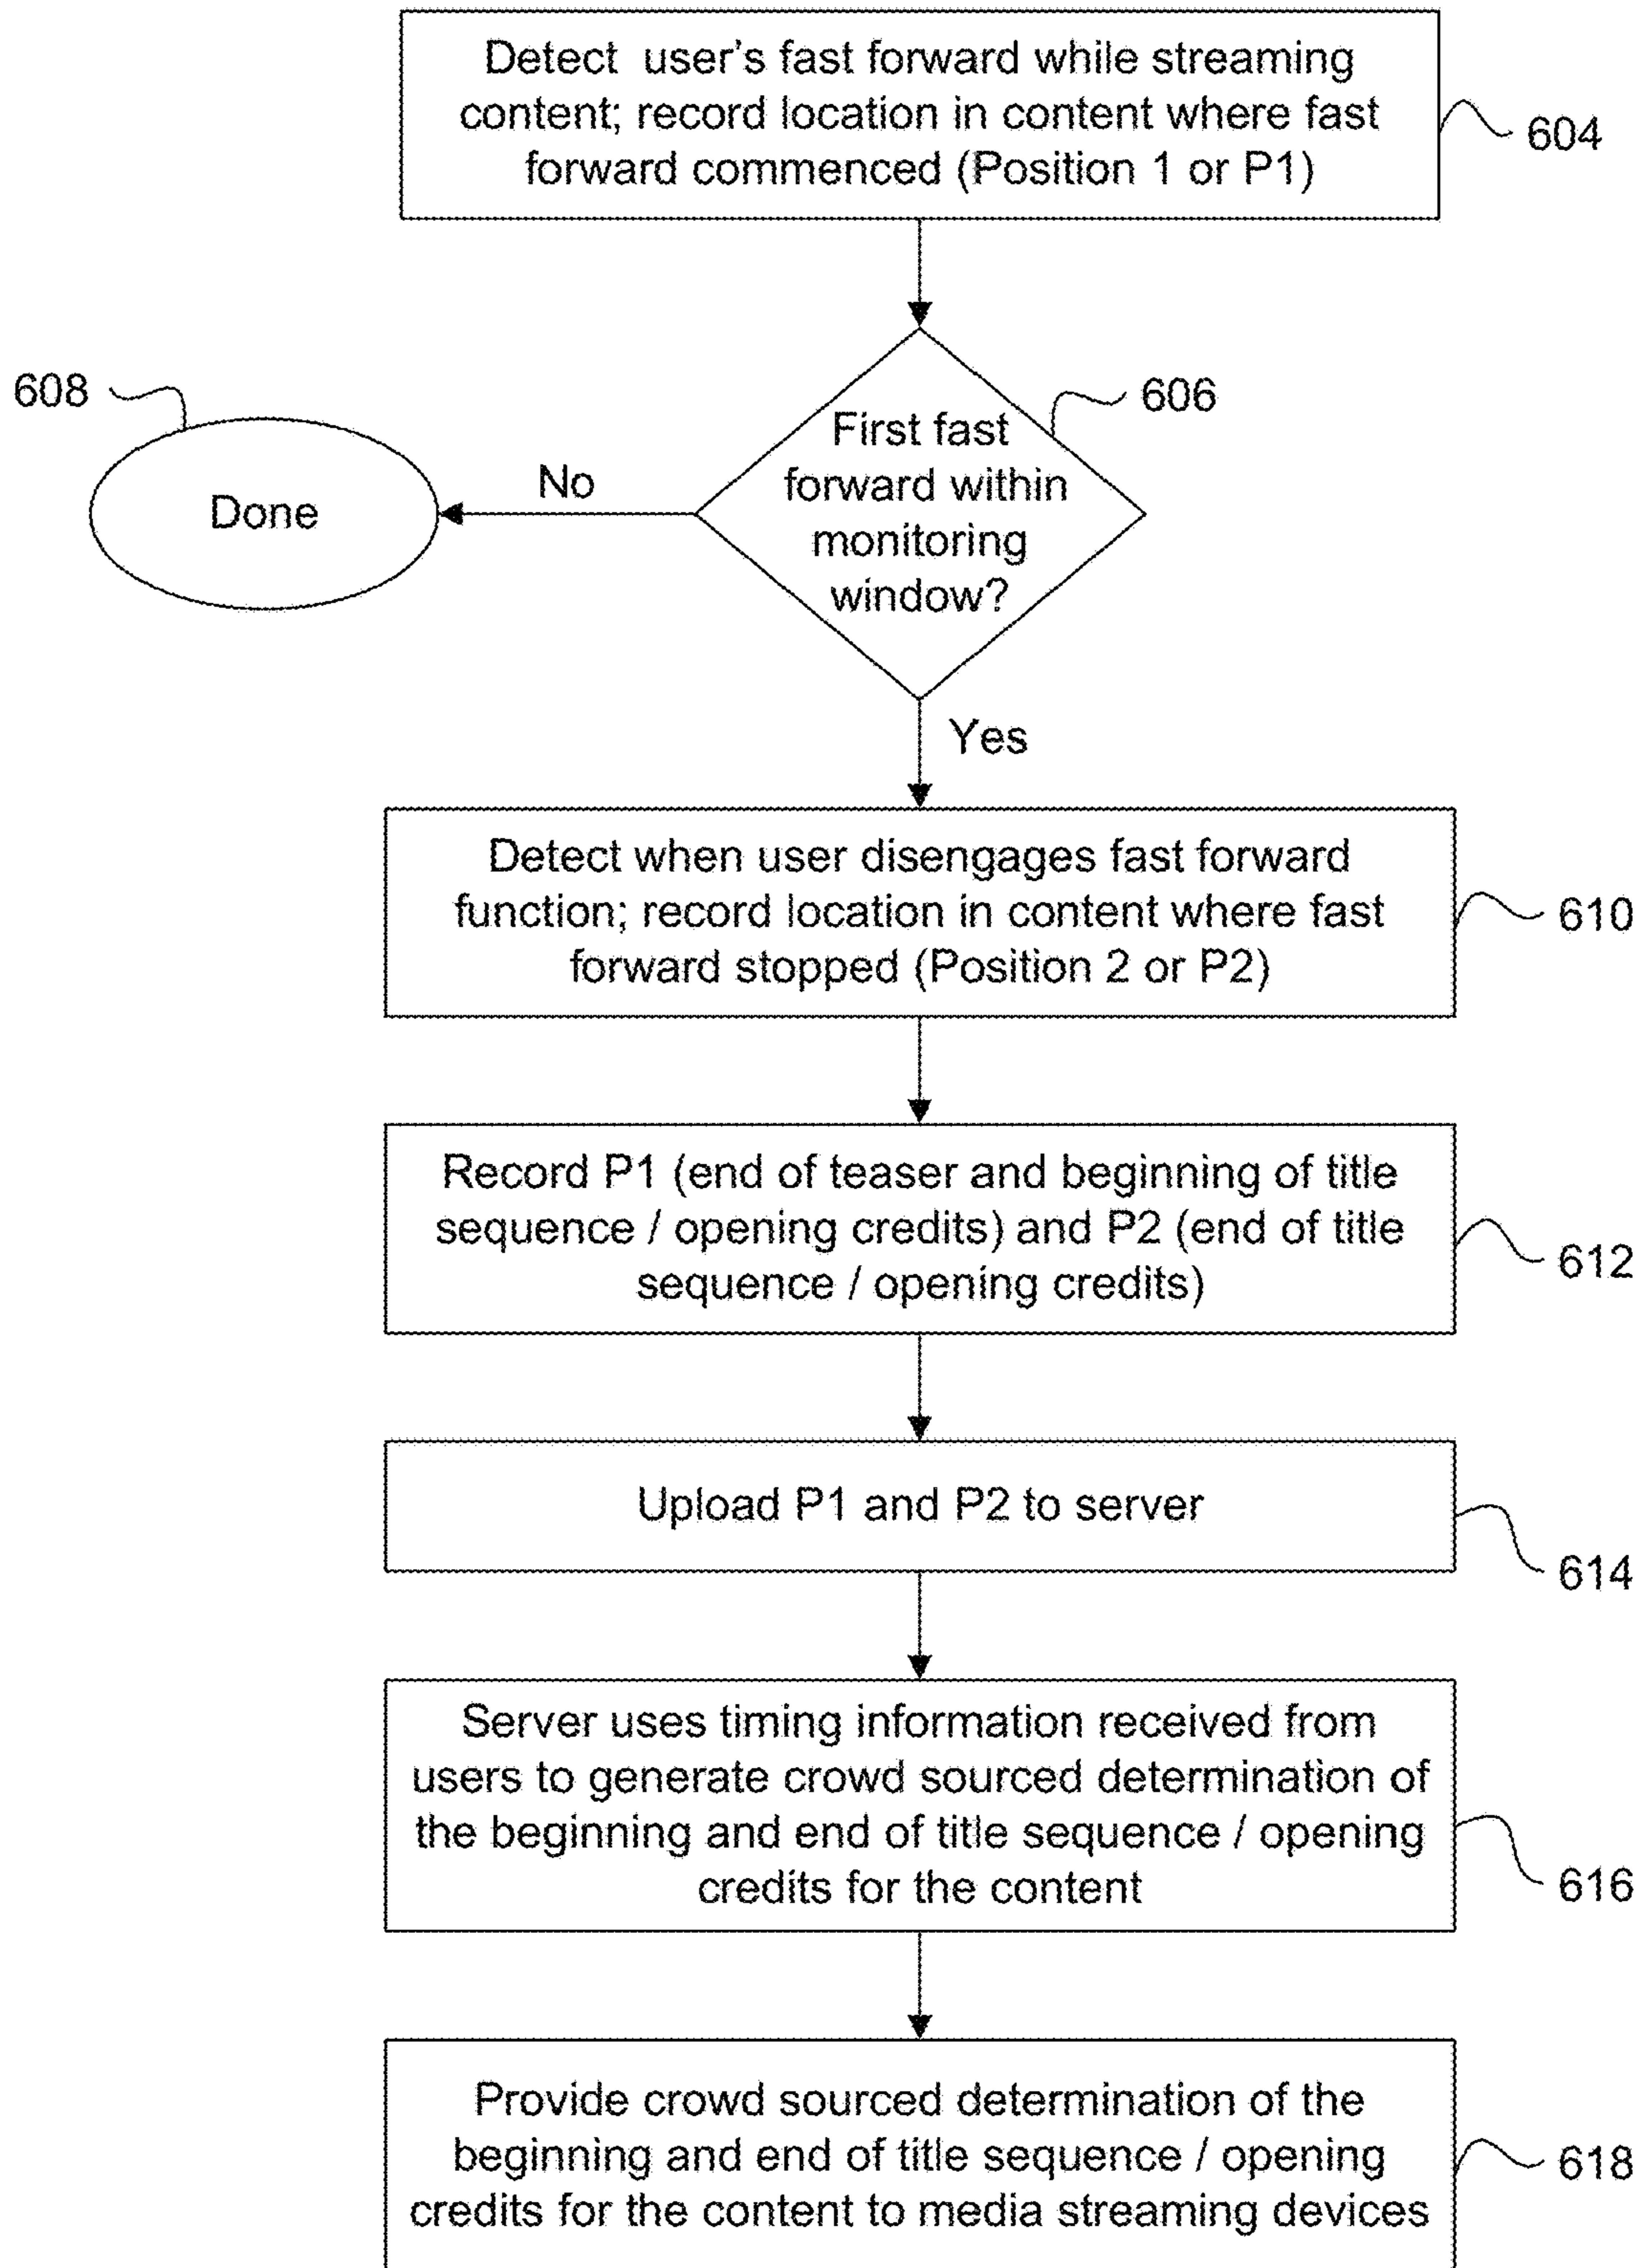 Detect user's fast forward while streaming
content; record location in content where fast
forward commenced (Position 1 or P1)
604
608
606
First fast
forward within
monitoring
window?
No
Done
Yes
Detect when user disengages fast forward
function; record location in content where fast
forward stopped (Position 2 or P2)
610
Record P1 (end of teaser and beginning of title
sequence / opening credits) and P2 (end of title
sequence / opening credits)
612
Upload P1 and P2 to server
614
Server uses timing information received from
users to generate crowd sourced determination of
the beginning and end of title sequence / opening
credits for the content
616
Provide crowd sourced determination of the
beginning and end of title sequence / opening
credits for the content to media streaming devices
618